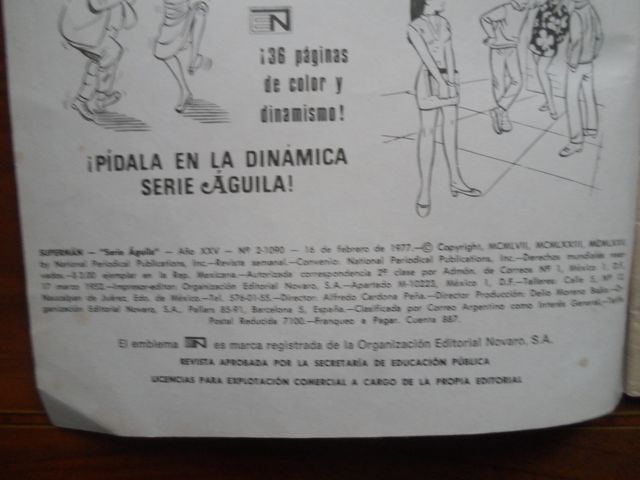 EN
¡36 páginas
de color y
dinamismo!
¡PÍDALA EN LA DINÁMICA
SERIE ÁGUILA!
SUPERMÁN — "Serie Águila" — Año XXV — Nº 2-1090 — 16 de febrero de 1977.—© Copyright, MCMLVII, MCMLXXIII, MCMLXXIV
by National Periodical Publications, Inc.—Revista semanal.—Convenio: National Periodical Publications, Inc.—Derechos mundiales reser
vados.— ejemplar en la Rep. Mexicana.—Autorizada correspondencia 2ª clase por Admón. de Correos Nº 1, México 1, D.F.
17 marzo 1952.—Impresor-editor: Organización Editorial Novaro, S.A.—Apartado M-10223, México 1, D.F.—Talleres: Calle 5, Nº
Naucalpan de Juárez, Edo. de México.—Tel. 576-01-55.—Director: Alfredo Cardona Peña.—Director Producción: Delio Moreno Bolio.—Or
ganización Editorial Novaro, S.A., Pallars 85-91, Barcelona 5, España.—Clasificada por Correo Argentino como Interés General,—Tarifa
Postal Reducida 7100.—Franqueo a Pagar. Cuenta 887.
El emblema EN es marca registrada de la Organización Editorial Novaro, S.A.
REVISTA APROBADA POR LA SECRETARÍA DE EDUCACIÓN PÚBLICA
LICENCIAS PARA EXPLOTACIÓN COMERCIAL A CARGO DE LA PROPIA EDITORIAL